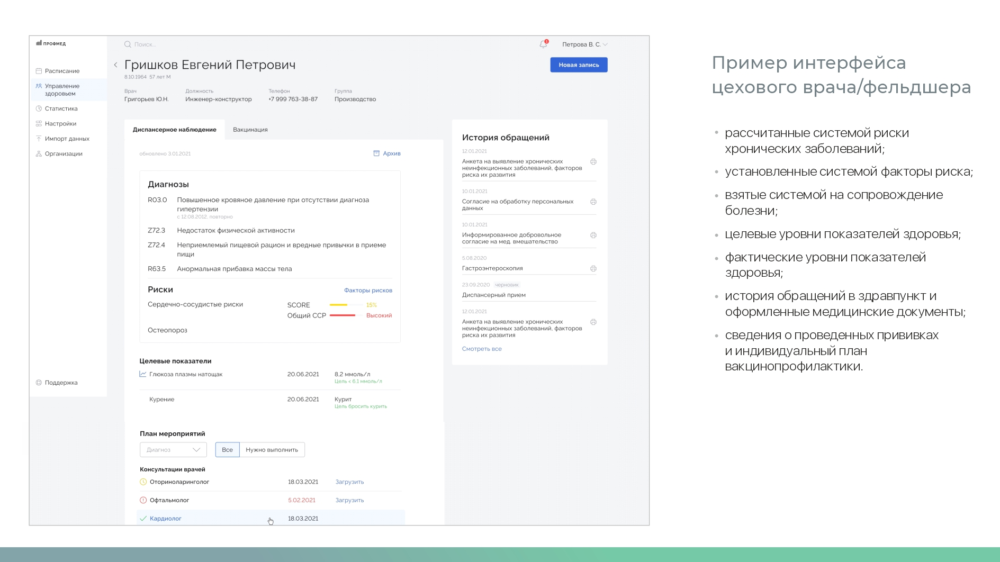 ПРОФМЕД
Расписание
Управление
здоровьем
Статистика
Настройки
Импорт данных
Организации
Поддержка
Поиск...
1
Петрова В. С.
Гришков Евгений Петрович
8.10.1964 57 лет М
Новая запись
Врач
Григорьев Ю.Н.
Должность
Инженер-конструктор
Телефон
+7 999 763-38-87
Группа
Производство
Диспансерное наблюдение
Вакцинация
обновлено 3.01.2021
Архив
Диагнозы
R03.0 Повышенное кровяное давление при отсутствии диагноза
гипертензии
с 12.08.2012, повторно
Z72.3 Недостаток физической активности
Z72.4 Неприемлемый пищевой рацион и вредные привычки в приеме
пищи
R63.5 Анормальная прибавка массы тела
Риски
Факторы рисков
Сердечно-сосудистые риски
SCORE 15%
Общий ССР Высокий
Остеопороз
Целевые показатели
Глюкоза плазмы натощак 20.06.2021 8,2 ммоль/л
Цель < 6,1 ммоль/л
Курение 20.06.2021 Курит
Цель бросить курить
План мероприятий
Диагноз
Все
Нужно выполнить
Консультации врачей
Оториноларинголог 18.03.2021 Загрузить
Офтальмолог 5.02.2021 Загрузить
Кардиолог 18.03.2021
История обращений
12.01.2021
Анкета на выявление хронических
неинфекционных заболеваний, факторов
риска их развития
10.01.2021
Согласие на обработку персональных
данных
10.01.2021
Информированное добровольное
согласие на мед. вмешательство
5.08.2020
Гастроэнтероскопия
23.09.2020 черновик
Диспансерный прием
12.01.2021
Анкета на выявление хронических
неинфекционных заболеваний, факторов
риска их развития
Смотреть все
Пример интерфейса
цехового врача/фельдшера
• рассчитанные системой риски
хронических заболеваний;
• установленные системой факторы риска;
• взятые системой на сопровождение
болезни;
• целевые уровни показателей здоровья;
• фактические уровни показателей
здоровья;
• история обращений в здравпункт и
оформленные медицинские документы;
• сведения о проведенных прививках
и индивидуальный план
вакцинопрофилактики.